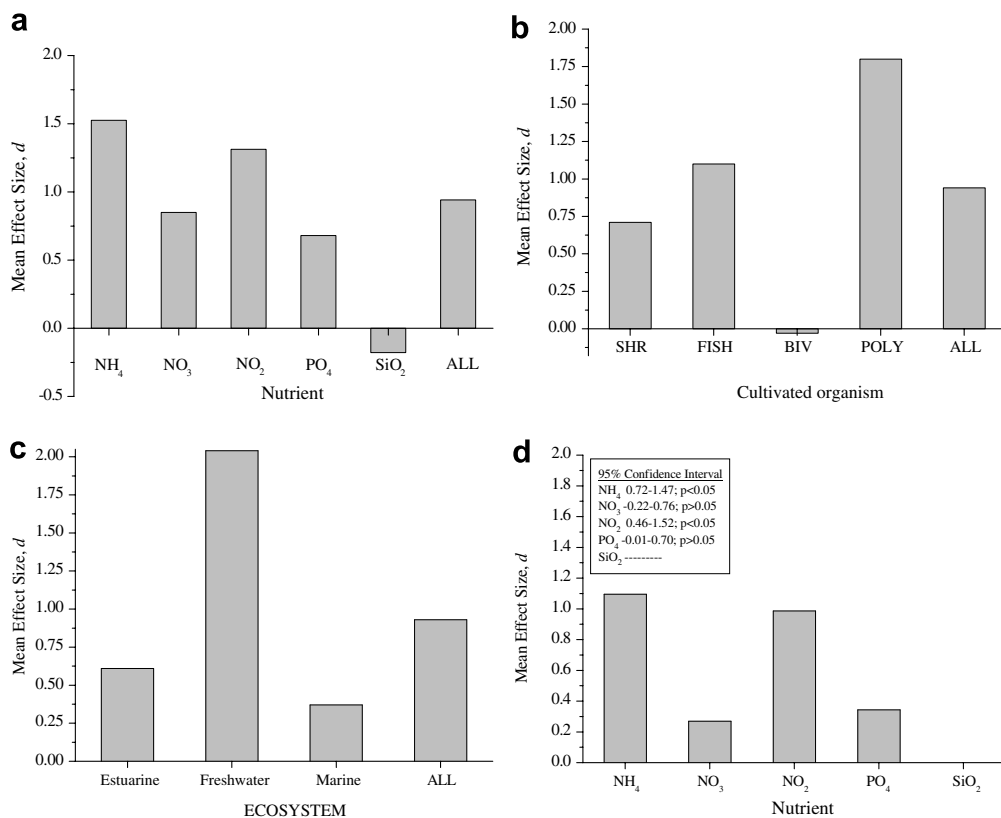 a
2.0
1.5
1.0
0.5
0.0
-0.5
Mean Effect Size, d
NH₄ NO₃ NO₂ PO₄ SiO₂ ALL
Nutrient
b
2.00
1.75
1.50
1.25
1.00
0.75
0.50
0.25
0.00
Mean Effect Size, d
SHR FISH BIV POLY ALL
Cultivated organism
c
2.00
1.75
1.50
1.25
1.00
0.75
0.50
0.25
0.00
Mean Effect Size, d
Estuarine Freshwater Marine ALL
ECOSYSTEM
d
2.0
1.8
1.6
1.4
1.2
1.0
0.8
0.6
0.4
0.2
0.0
Mean Effect Size, d
95% Confidence Interval
NH₄ 0.72-1.47; p<0.05
NO₃ -0.22-0.76; p>0.05
NO₂ 0.46-1.52; p<0.05
PO₄ -0.01-0.70; p>0.05
SiO₂ ---------
NH₄ NO₃ NO₂ PO₄ SiO₂
Nutrient